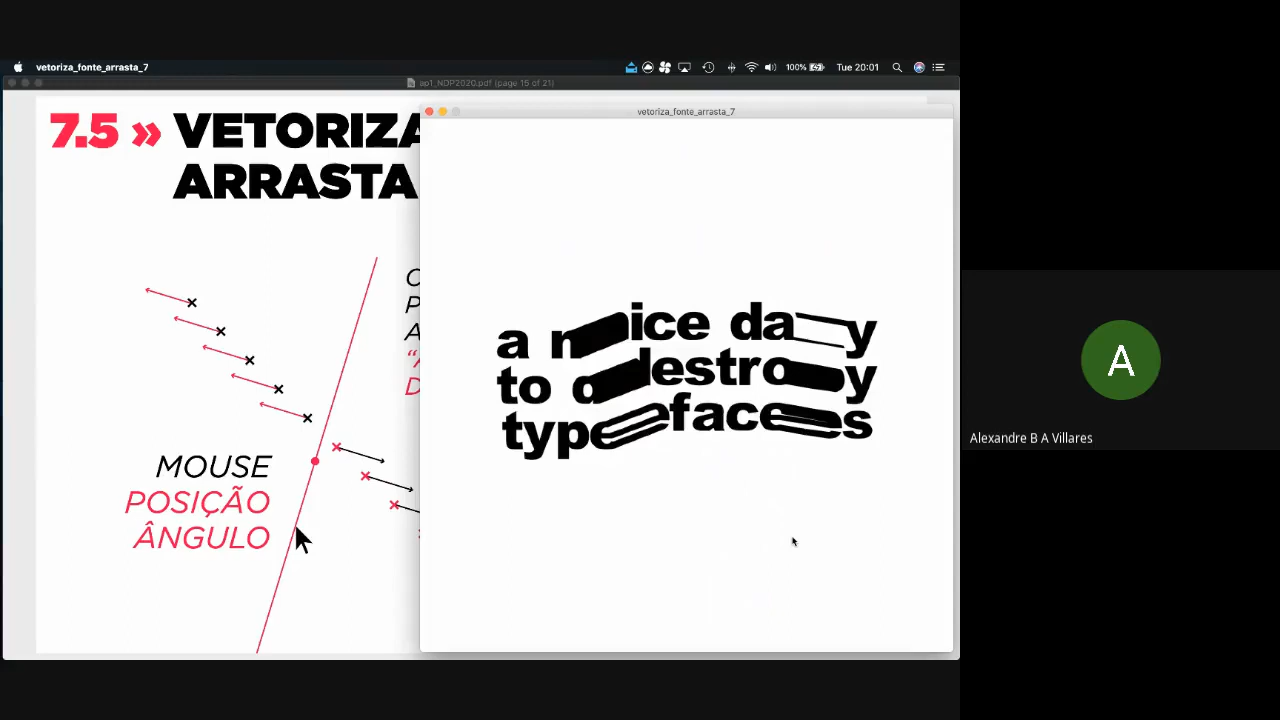 vetoriza_fonte_arrasta_7
100%
Tue 20:01
ap1_NDP2020.pdf (page 15 of 21)
7.5 » VETORIZA
ARRASTA
MOUSE
POSIÇÃO
ÂNGULO
vetoriza_fonte_arrasta_7
a nice day
to destroy
typefaces
A
Alexandre B A Villares